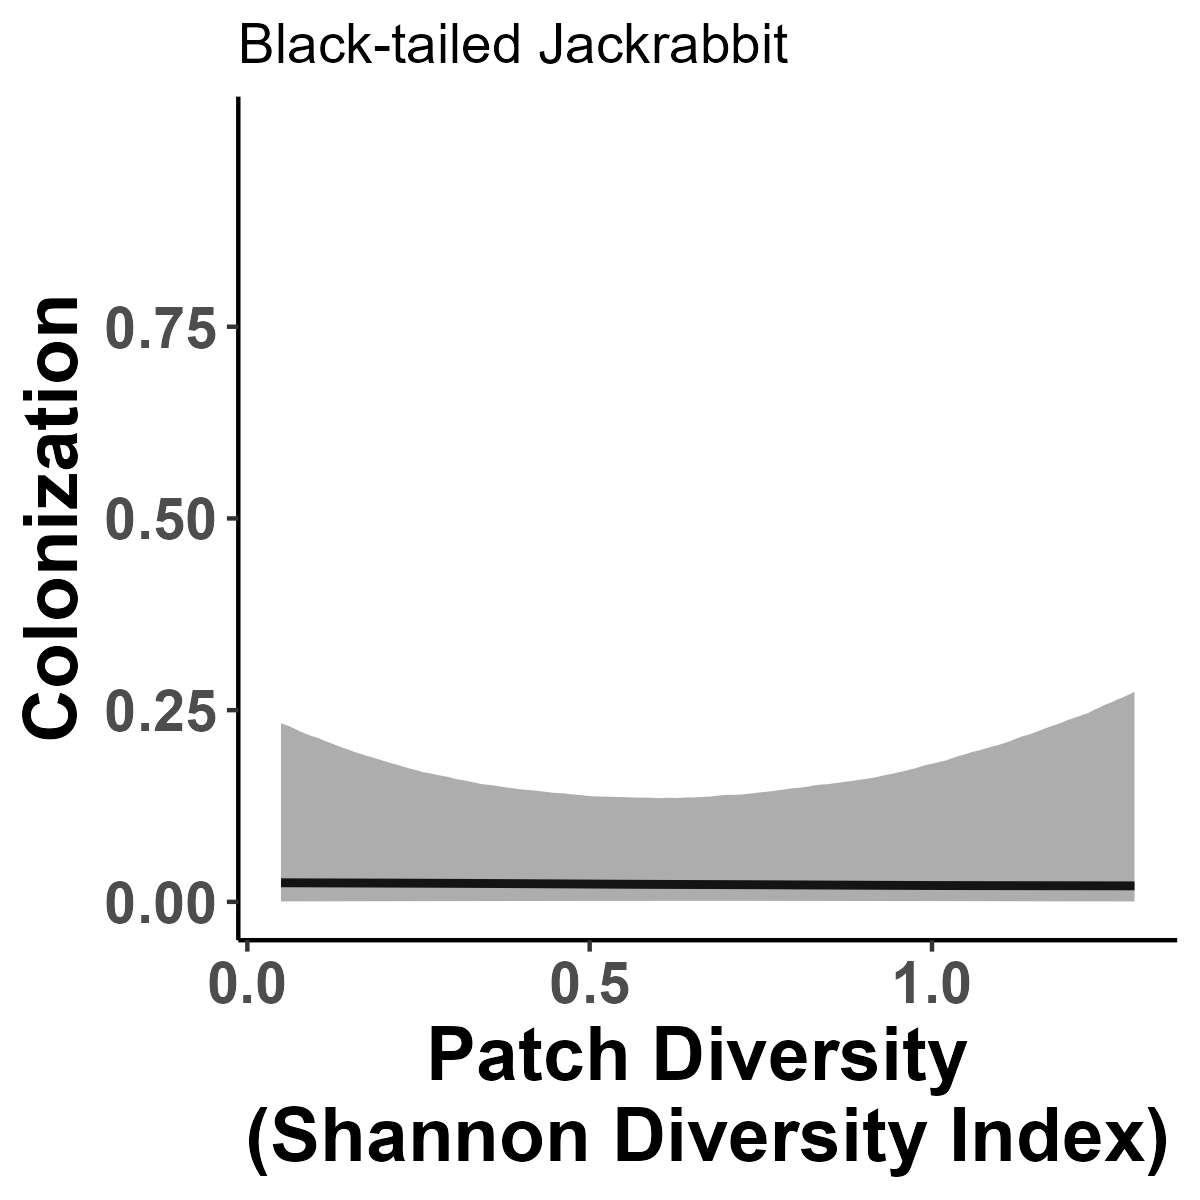 Black-tailed Jackrabbit
Colonization
0.75
0.50
0.25
0.00
0.0 0.5 1.0
Patch Diversity
(Shannon Diversity Index)